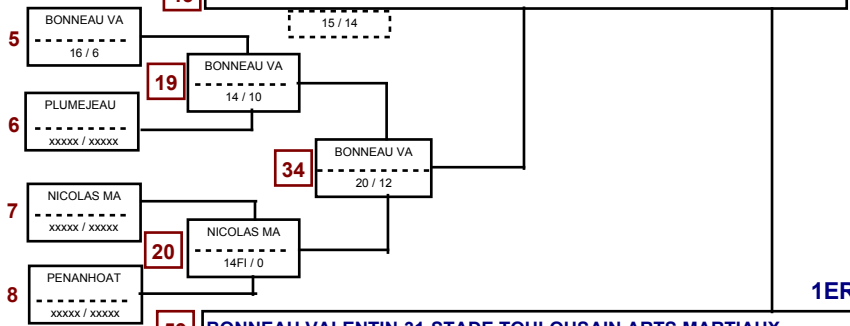 15 / 14
5
BONNEAU VA
16 / 6
19
BONNEAU VA
14 / 10
6
PLUMEJEAU
xxxxx / xxxxx
34
BONNEAU VA
20 / 12
7
NICOLAS MA
xxxxx / xxxxx
20
NICOLAS MA
14FI / 0
8
PENANHOAT
xxxxx / xxxxx
1ER
BONNEAU VALENTIN 31 STADE TOULOUSAIN ARTS MARTIAUX